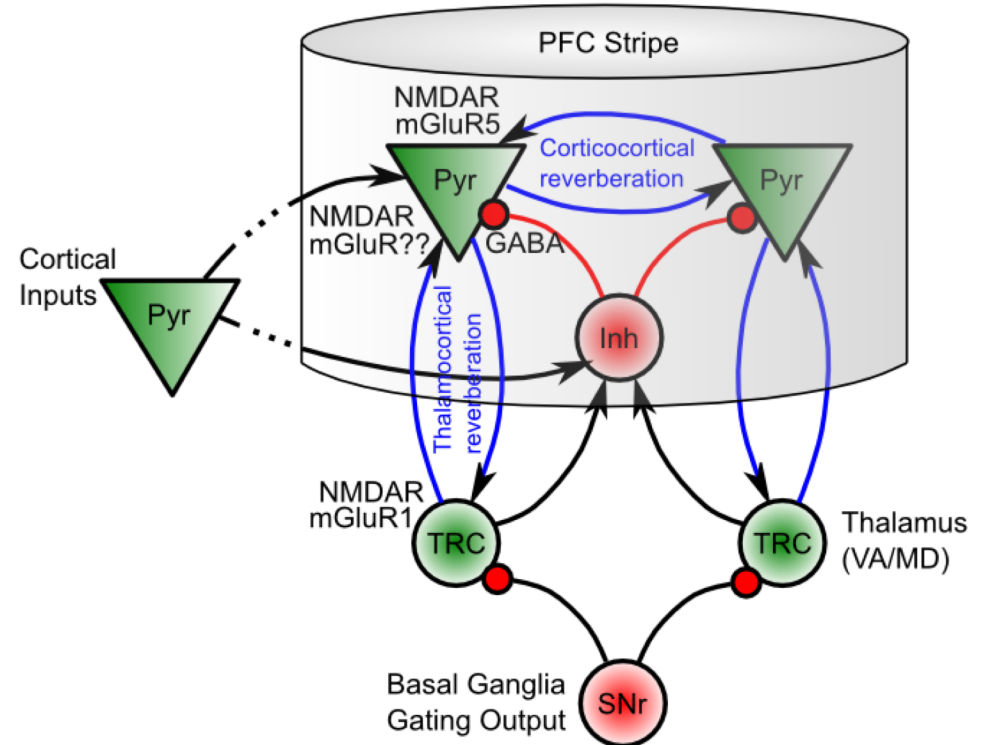 PFC Stripe
NMDAR
mGluR5
Corticocortical
reverberation
Pyr
Pyr
NMDAR
mGluR??
GABA
Cortical
Inputs
Pyr
Inh
Thalamocortical
reverberation
NMDAR
mGluR1
TRC
TRC
Thalamus
(VA/MD)
Basal Ganglia
Gating Output
SNr